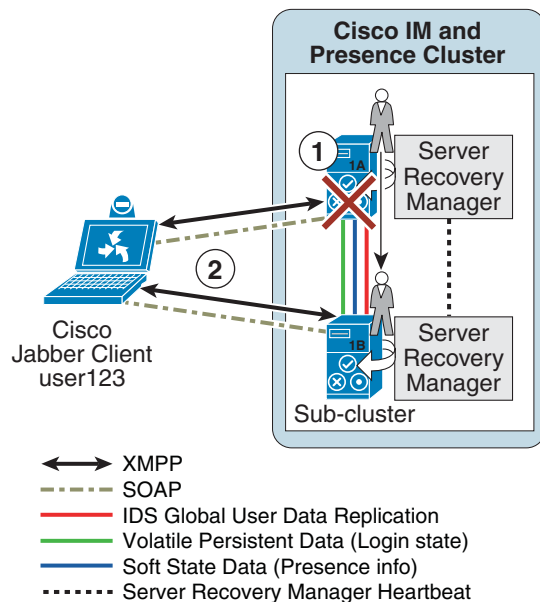 Cisco IM and
Presence Cluster
1
1A
Server
Recovery
Manager
2
Cisco
Jabber Client
user123
1B
Server
Recovery
Manager
Sub-cluster
XMPP
SOAP
IDS Global User Data Replication
Volatile Persistent Data (Login state)
Soft State Data (Presence info)
Server Recovery Manager Heartbeat